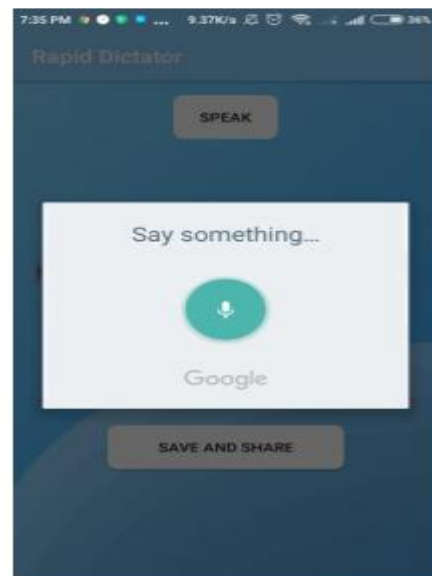 7:35 PM ... 9.37K/s 36%
Rapid Dictator
SPEAK
Say something...
Google
SAVE AND SHARE